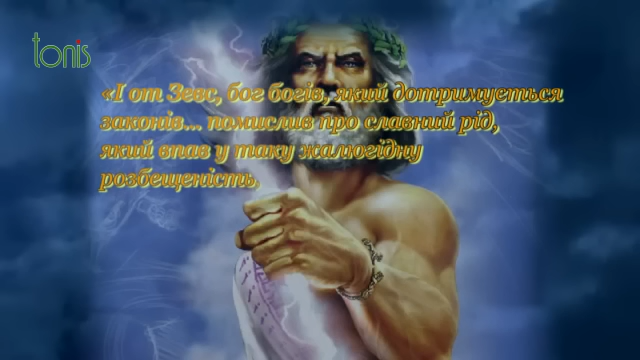 tonis
«І от Зевс, бог богів, який дотримується
законів... помислив про славний рід,
який впав у таку жалюгідну
розбещеність.